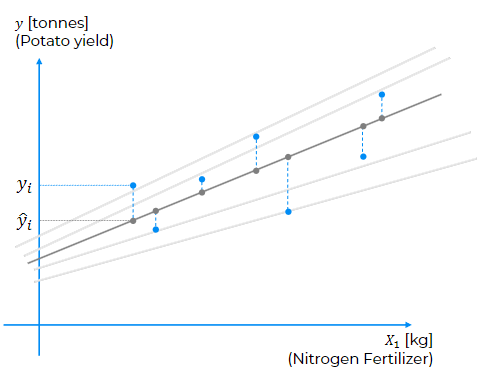 y [tonnes]
(Potato yield)
yᵢ
ŷᵢ
X₁ [kg]
(Nitrogen Fertilizer)